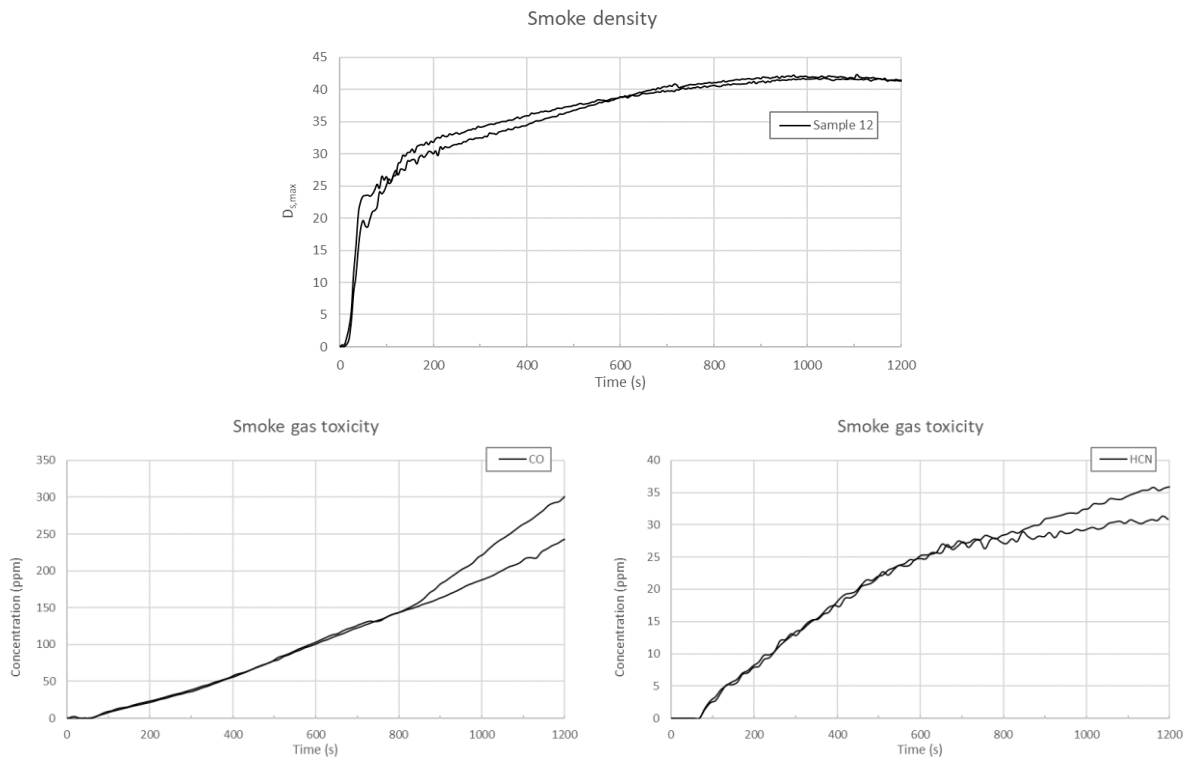 Smoke density
45
40
35
30
25
20
15
10
5
0
D_s,max
Sample 12
0 200 400 600 800 1000 1200
Time (s)
Smoke gas toxicity
CO
350
300
250
200
150
100
50
0
Concentration (ppm)
0 200 400 600 800 1000 1200
Time (s)
Smoke gas toxicity
HCN
40
35
30
25
20
15
10
5
0
Concentration (ppm)
0 200 400 600 800 1000 1200
Time (s)